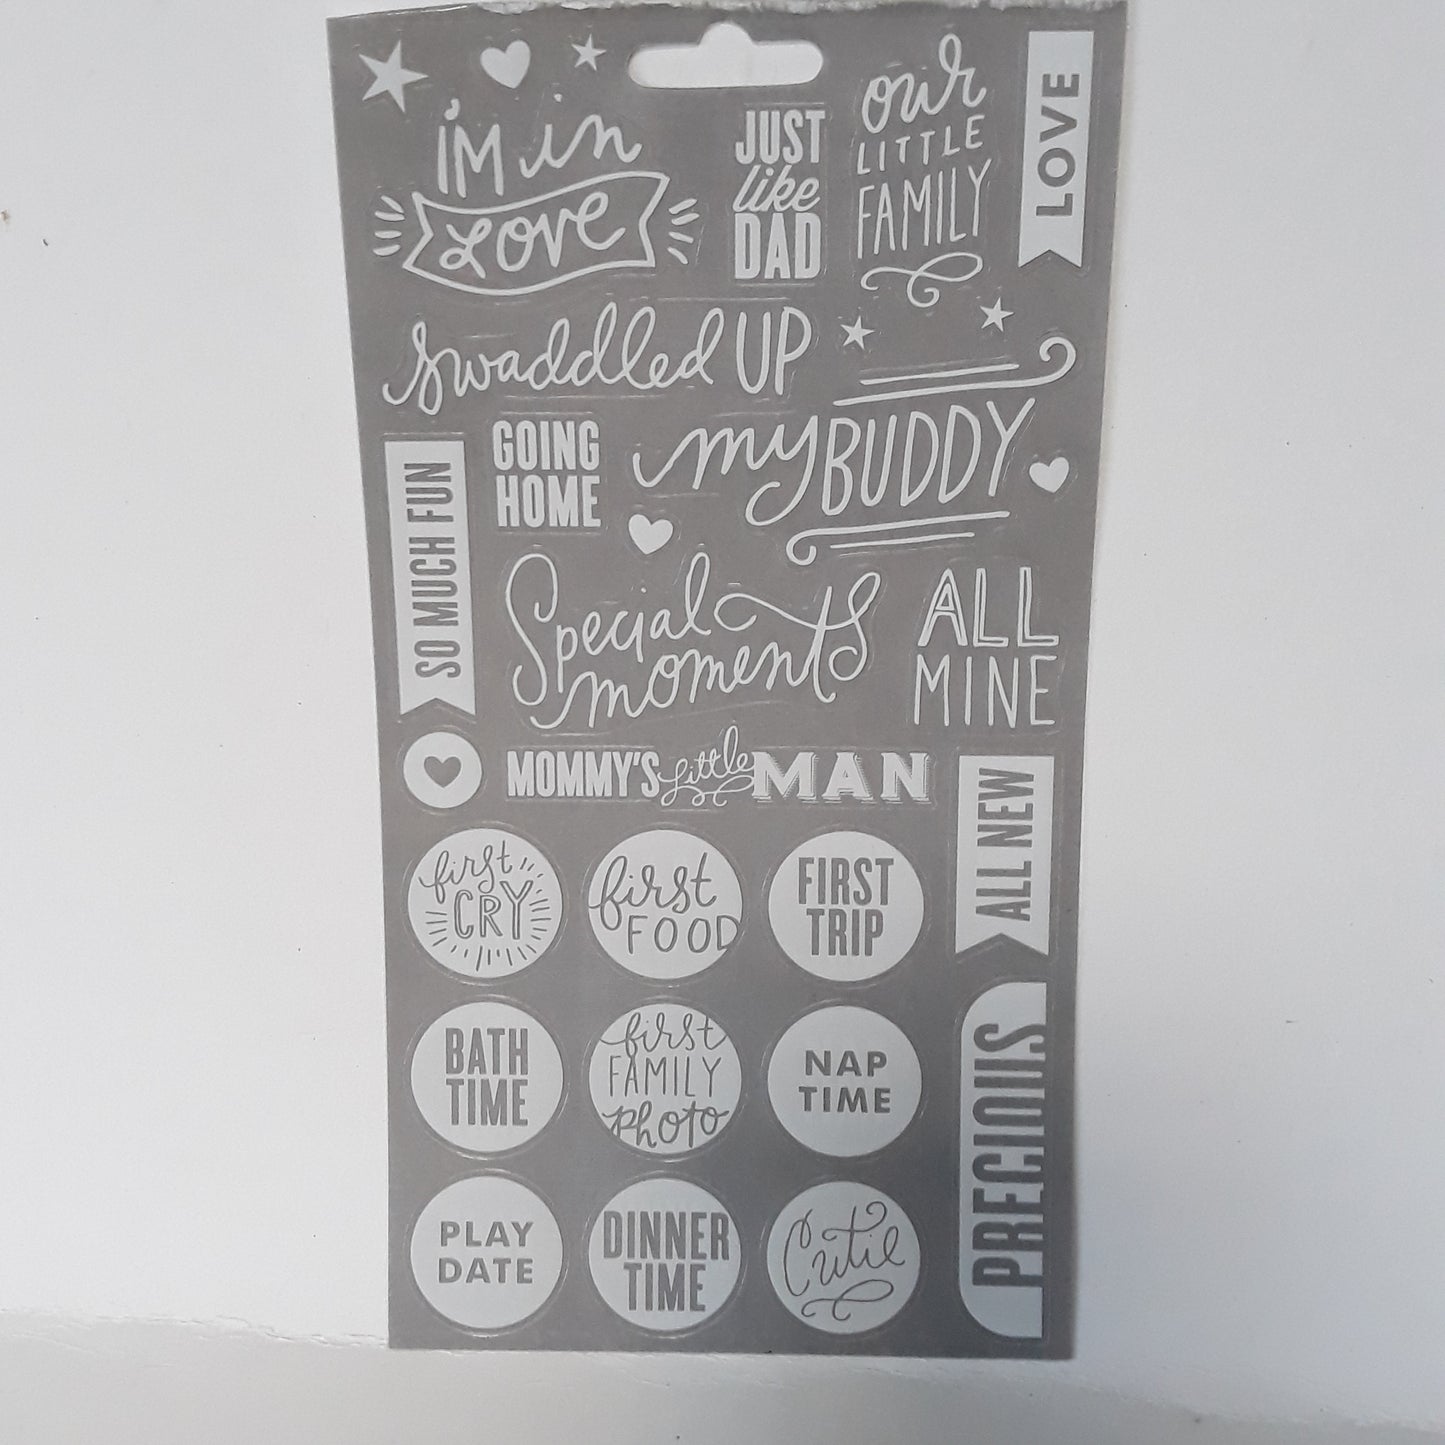 I'M in
LOVE
JUST
like
DAD
our
LITTLE
FAMILY
LOVE
swaddled UP
GOING
HOME
my BUDDY
SO MUCH FUN
Special
moments
ALL
MINE
MOMMY'S little MAN
ALL NEW
first
CRY
first
FOOD
FIRST
TRIP
BATH
TIME
first
FAMILY
photo
NAP
TIME
PRECIOUS
PLAY
DATE
DINNER
TIME
Cutie